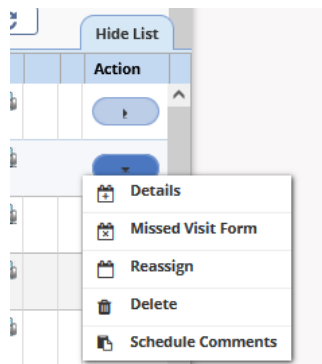 Hide List
Action
Details
Missed Visit Form
Reassign
Delete
Schedule Comments